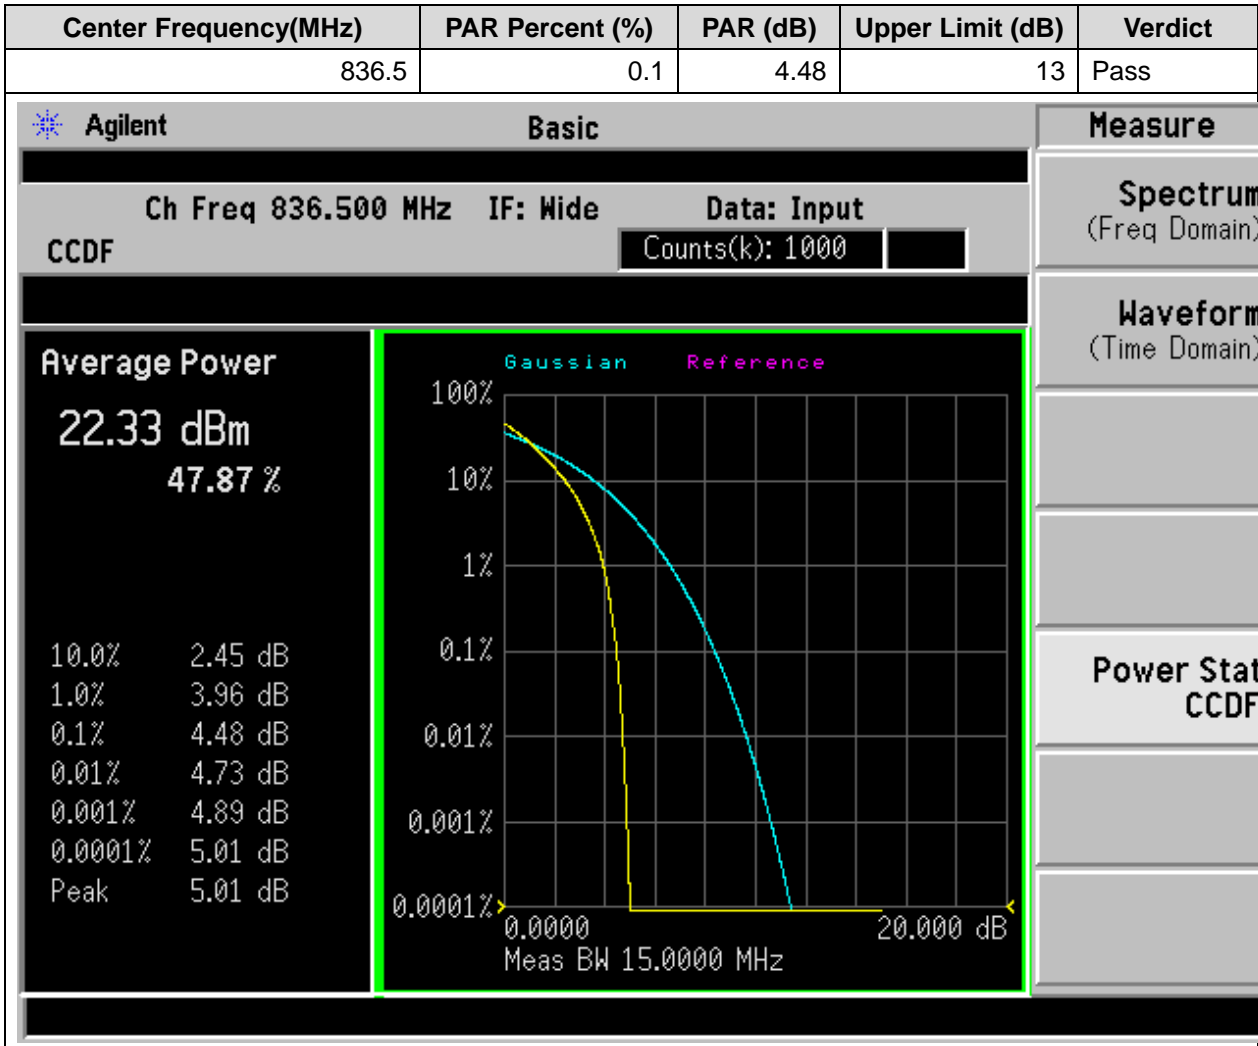 Center Frequency(MHz) PAR Percent (%) PAR (dB) Upper Limit (dB) Verdict
836.5 0.1 4.48 13 Pass
Agilent Basic Measure
Ch Freq 836.500 MHz IF: Wide Data: Input
CCDF Counts(k): 1000
Spectrum
(Freq Domain)
Waveform
(Time Domain)
Power Stat
CCDF
Average Power
22.33 dBm
47.87 %
10.0% 2.45 dB
1.0% 3.96 dB
0.1% 4.48 dB
0.01% 4.73 dB
0.001% 4.89 dB
0.0001% 5.01 dB
Peak 5.01 dB
Gaussian Reference
100%
10%
1%
0.1%
0.01%
0.001%
0.0001%
0.0000 20.000 dB
Meas BW 15.0000 MHz